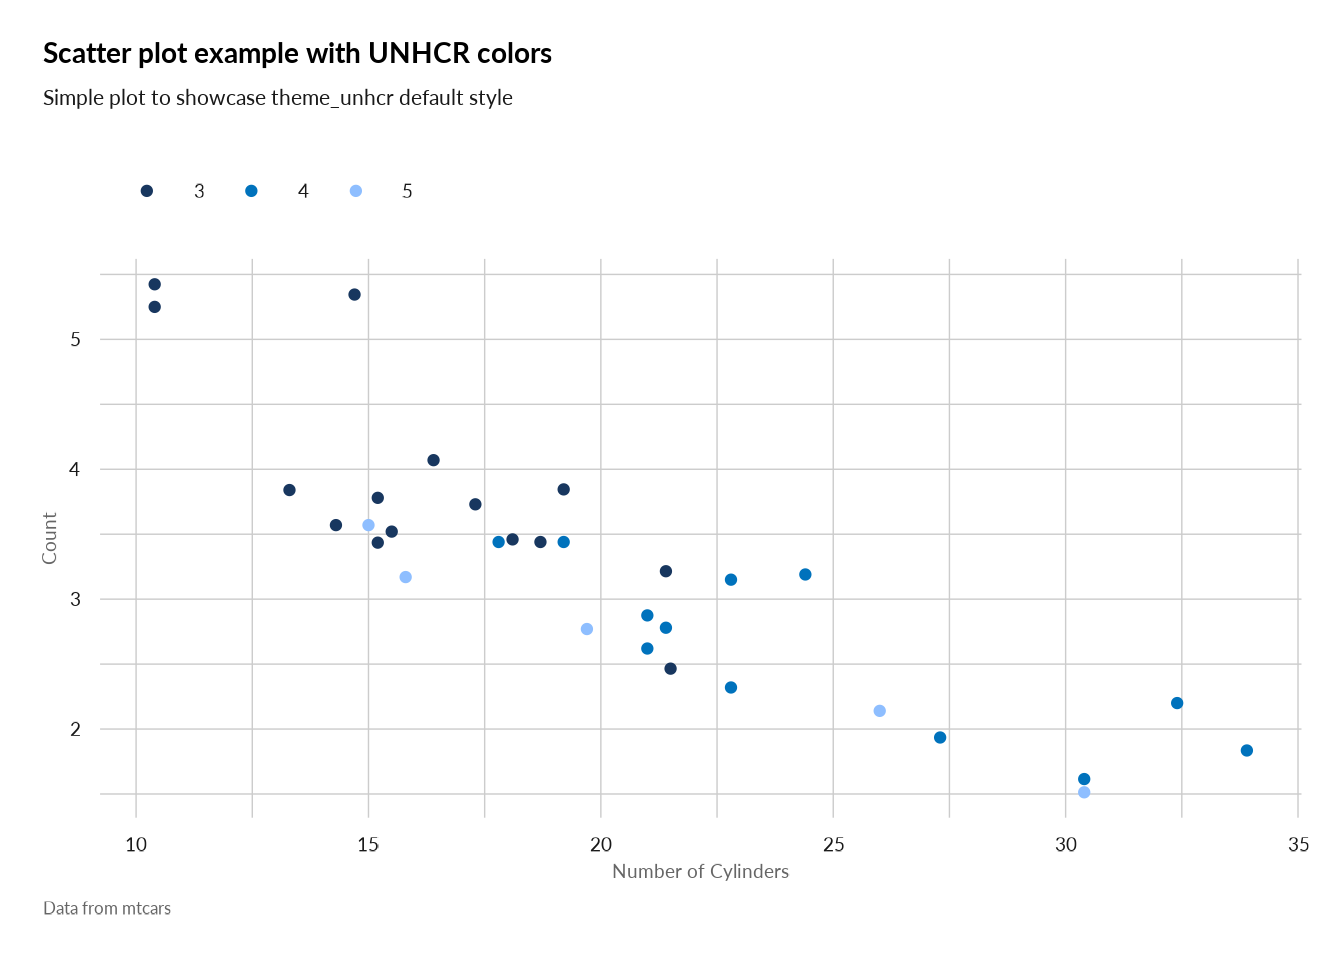 Scatter plot example with UNHCR colors
Simple plot to showcase theme_unhcr default style
3 4 5
5
4
3
2
Count
10 15 20 25 30 35
Number of Cylinders
Data from mtcars